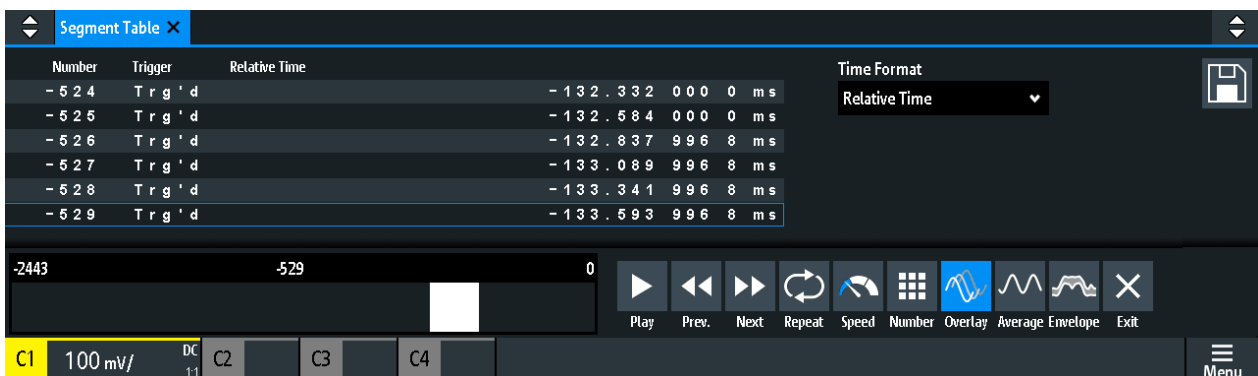 Segment Table
Number Trigger Relative Time
-524 Trg'd -132.332 000 0 ms
-525 Trg'd -132.584 000 0 ms
-526 Trg'd -132.837 996 8 ms
-527 Trg'd -133.089 996 8 ms
-528 Trg'd -133.341 996 8 ms
-529 Trg'd -133.593 996 8 ms
Time Format
Relative Time
-2443 -529 0
Play Prev. Next Repeat Speed Number Overlay Average Envelope Exit
C1 100 mV/ DC 1:1 C2 C3 C4 Menu